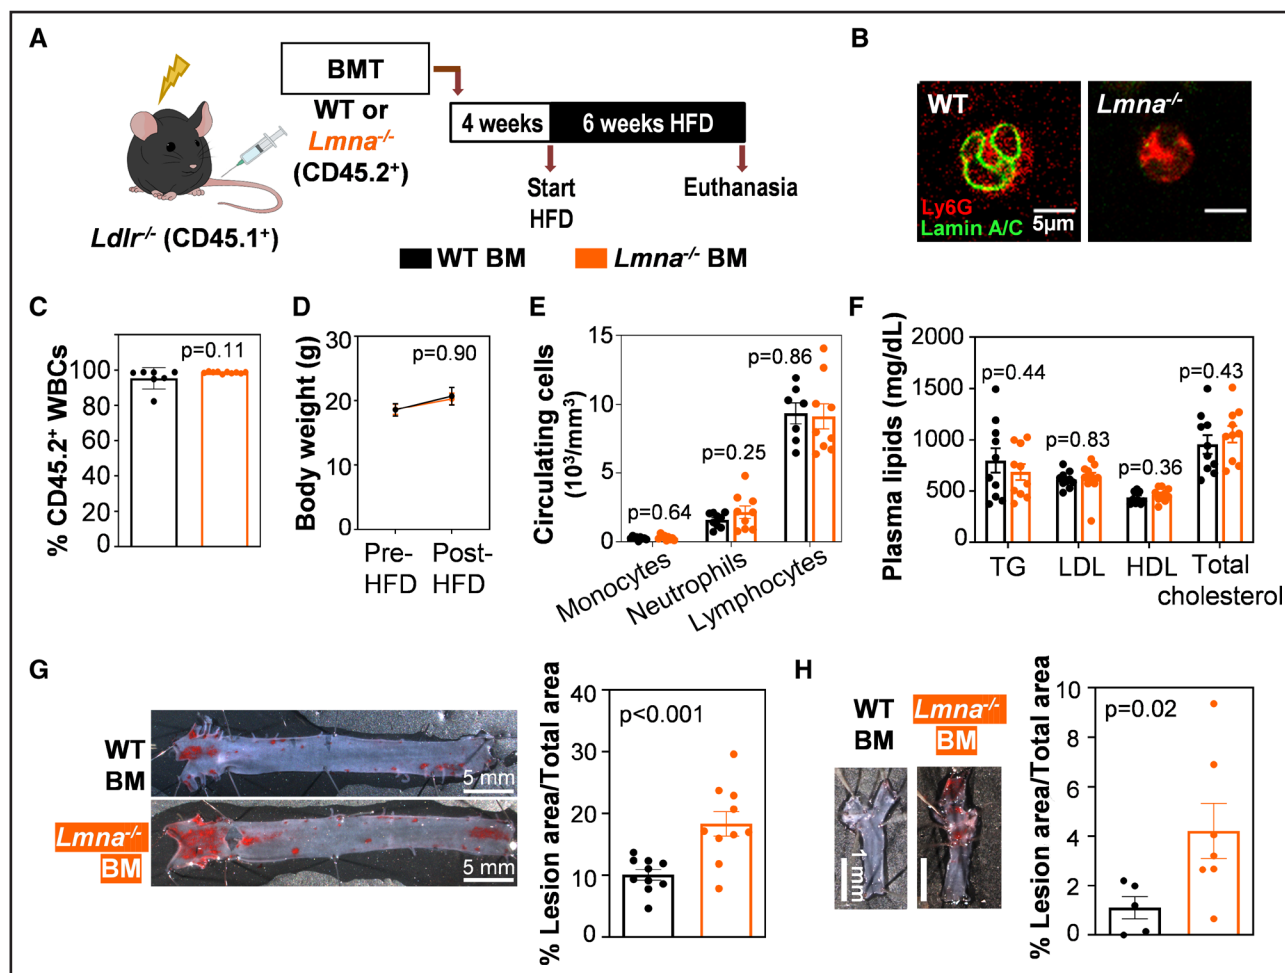 A
BMT
WT or
Lmna-/-
(CD45.2+)
4 weeks
6 weeks HFD
Start
HFD
Euthanasia
Ldlr-/- (CD45.1+)
B
WT
Lmna-/-
Ly6G
Lamin A/C
5μm
WT BM
Lmna-/- BM
C
% CD45.2+ WBCs
100
80
60
40
20
0
p=0.11
D
Body weight (g)
30
20
10
0
p=0.90
Pre-
HFD
Post-
HFD
E
Circulating cells
(10³/mm³)
15
10
5
0
p=0.64
p=0.25
p=0.86
Monocytes
Neutrophils
Lymphocytes
F
Plasma lipids (mg/dL)
2000
1500
1000
500
0
p=0.44
p=0.83
p=0.36
p=0.43
TG
LDL
HDL
Total
cholesterol
G
WT
BM
5 mm
Lmna-/-
BM
5 mm
% Lesion area/Total area
40
30
20
10
0
p<0.001
H
WT
BM
Lmna-/-
BM
1 mm
% Lesion area/Total area
10
8
6
4
2
0
p=0.02